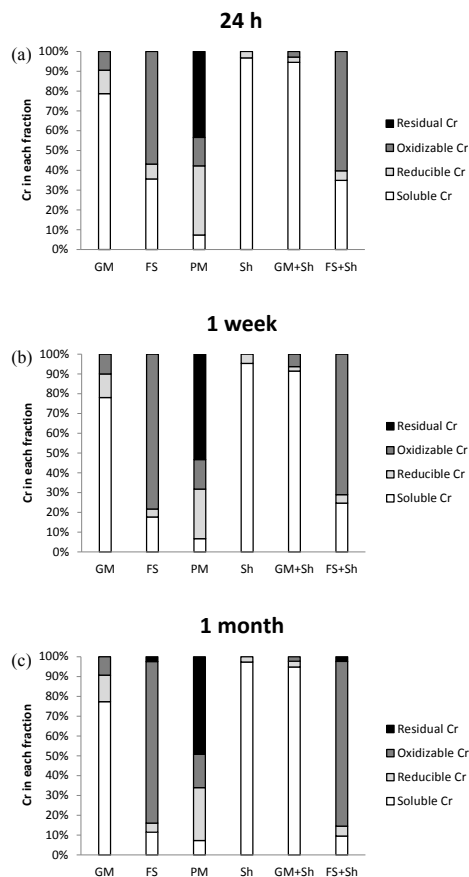 24 h
(a)
Cr in each fraction
100%
90%
80%
70%
60%
50%
40%
30%
20%
10%
0%
GM FS PM Sh GM+Sh FS+Sh
Residual Cr
Oxidizable Cr
Reducible Cr
Soluble Cr
1 week
(b)
Cr in each fraction
100%
90%
80%
70%
60%
50%
40%
30%
20%
10%
0%
GM FS PM Sh GM+Sh FS+Sh
Residual Cr
Oxidizable Cr
Reducible Cr
Soluble Cr
1 month
(c)
Cr in each fraction
100%
90%
80%
70%
60%
50%
40%
30%
20%
10%
0%
GM FS PM Sh GM+Sh FS+Sh
Residual Cr
Oxidizable Cr
Reducible Cr
Soluble Cr